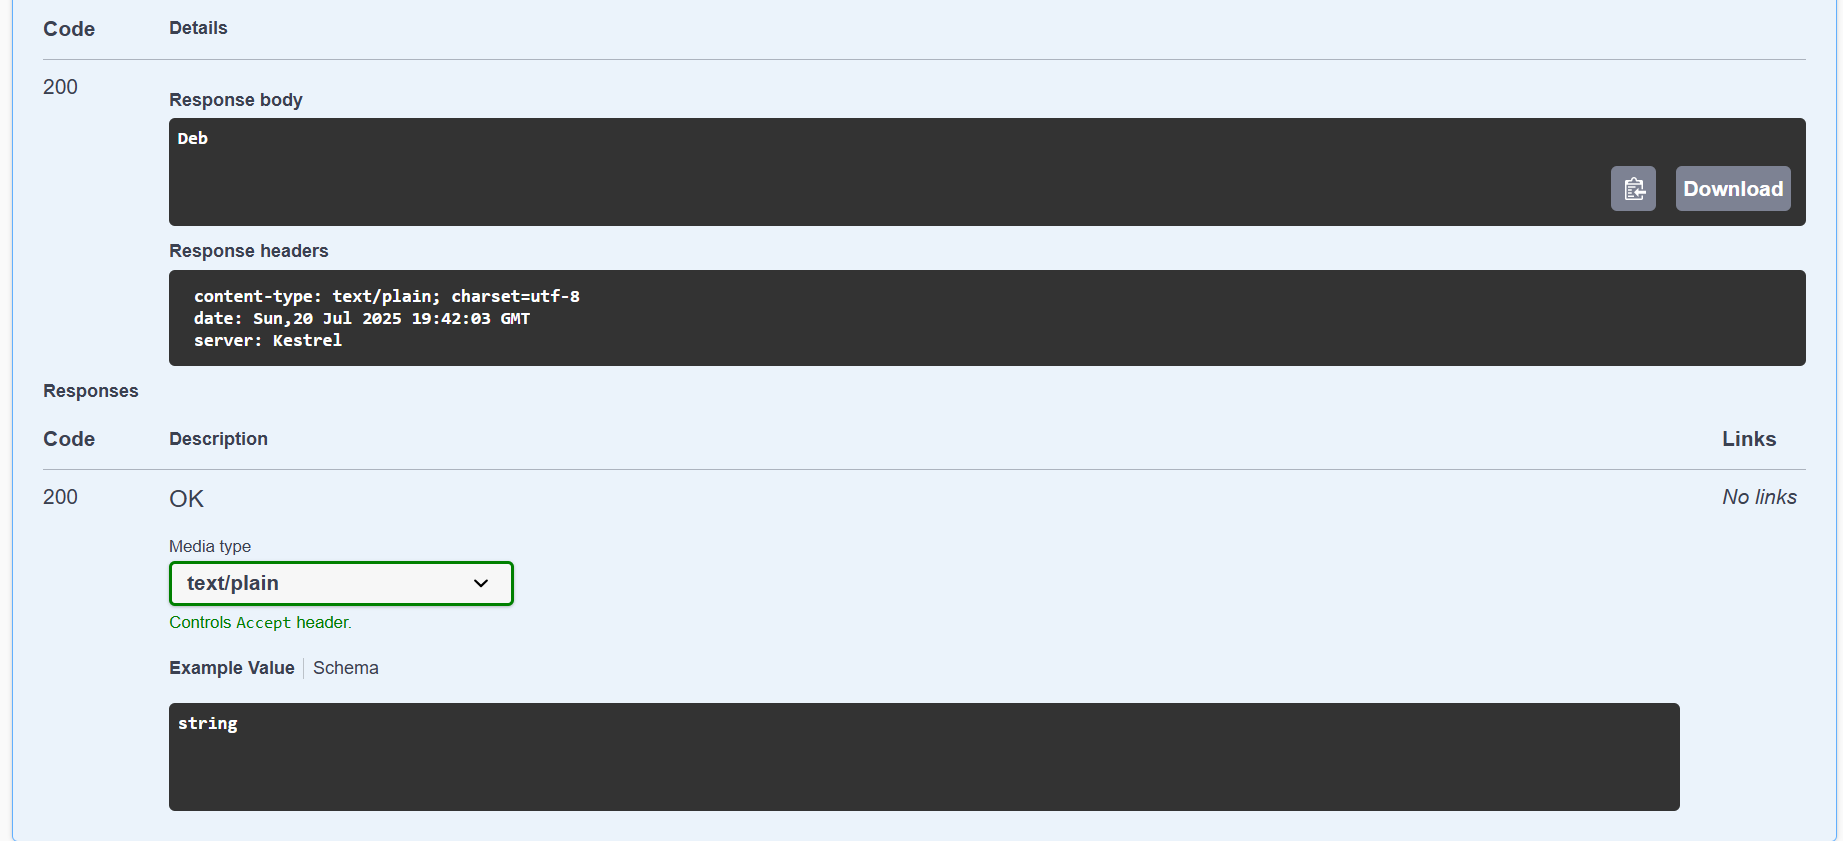 Code Details
200
Response body
Deb
Download
Response headers
content-type: text/plain; charset=utf-8
date: Sun,20 Jul 2025 19:42:03 GMT
server: Kestrel
Responses
Code Description Links
200 OK No links
Media type
text/plain
Controls Accept header.
Example Value Schema
string